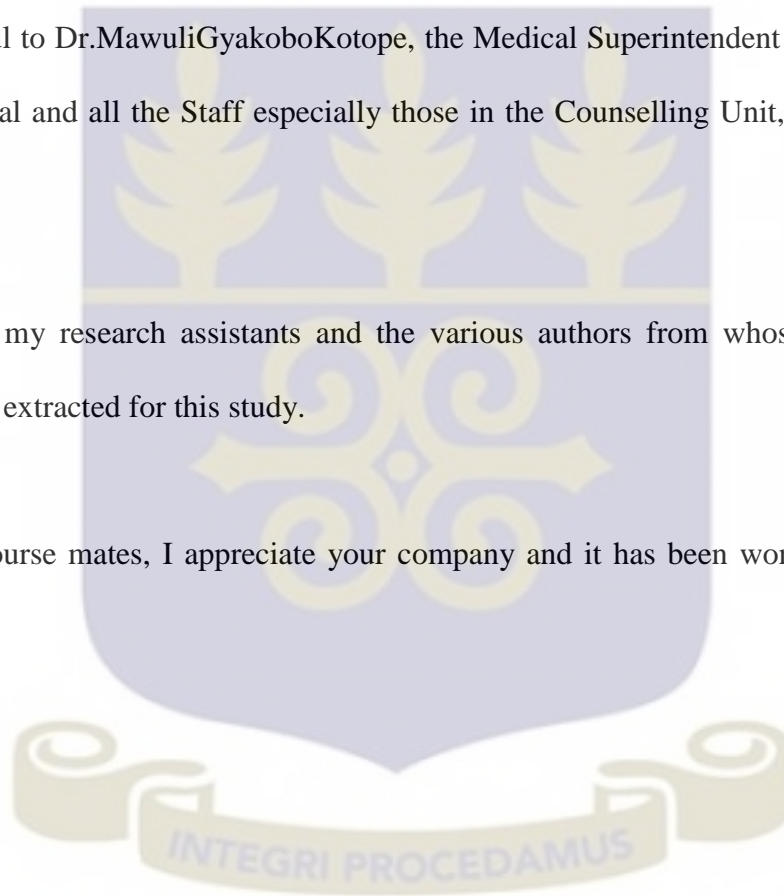 ul to Dr.MawuliGyakoboKotope, the Medical Superintendent
al and all the Staff especially those in the Counselling Unit,
my research assistants and the various authors from whos
extracted for this study.
ourse mates, I appreciate your company and it has been wor
INTEGRI PROCEDAMUS